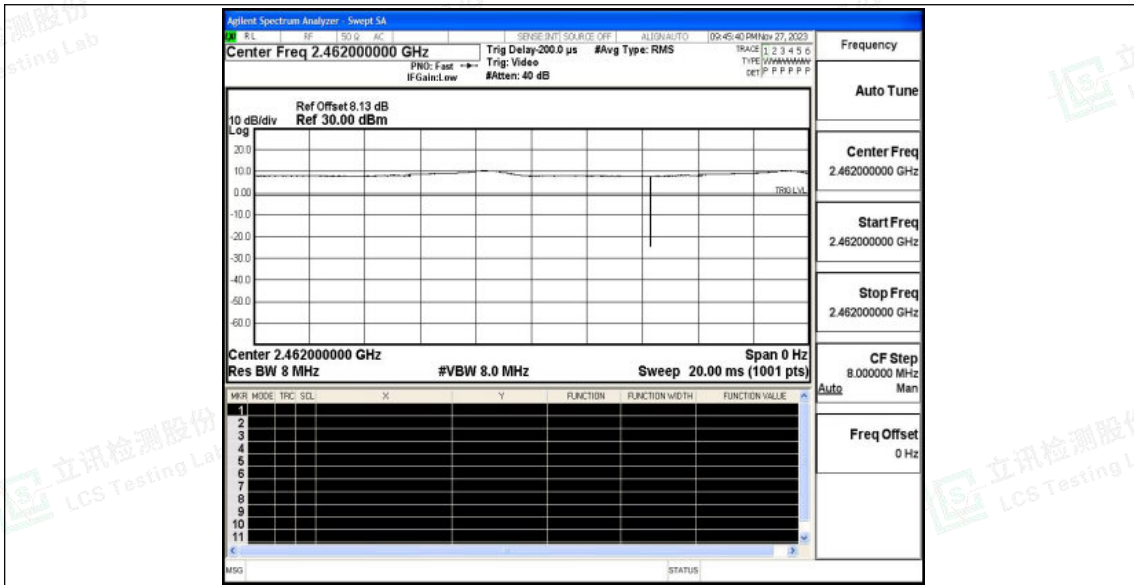 Agilent Spectrum Analyzer - Swept SA
RL RF 50 Ω AC SENSE:INT SOURCE OFF ALIGNAUTO 09:45:40 PM Nov 27, 2023
Center Freq 2.462000000 GHz
PNO: Fast
IFGain:Low
Trig Delay-200.0 µs #Avg Type: RMS
Trig: Video
#Atten: 40 dB
TRACE 1 2 3 4 5 6
TYPE
DET P P P P P P
Ref Offset 8.13 dB
10 dB/div Ref 30.00 dBm
Log
20.0
10.0
0.00
TRIG LVL
-10.0
-20.0
-30.0
-40.0
-50.0
-60.0
Center 2.462000000 GHz Span 0 Hz
Res BW 8 MHz #VBW 8.0 MHz Sweep 20.00 ms (1001 pts)
MKR MODE TRC SCL X Y FUNCTION FUNCTION WIDTH FUNCTION VALUE
1
2
3
4
5
6
7
8
9
10
11
MSG STATUS
Frequency
Auto Tune
Center Freq
2.462000000 GHz
Start Freq
2.462000000 GHz
Stop Freq
2.462000000 GHz
CF Step
8.000000 MHz
Auto Man
Freq Offset
0 Hz
立讯检测股份
LCS Testing Lab